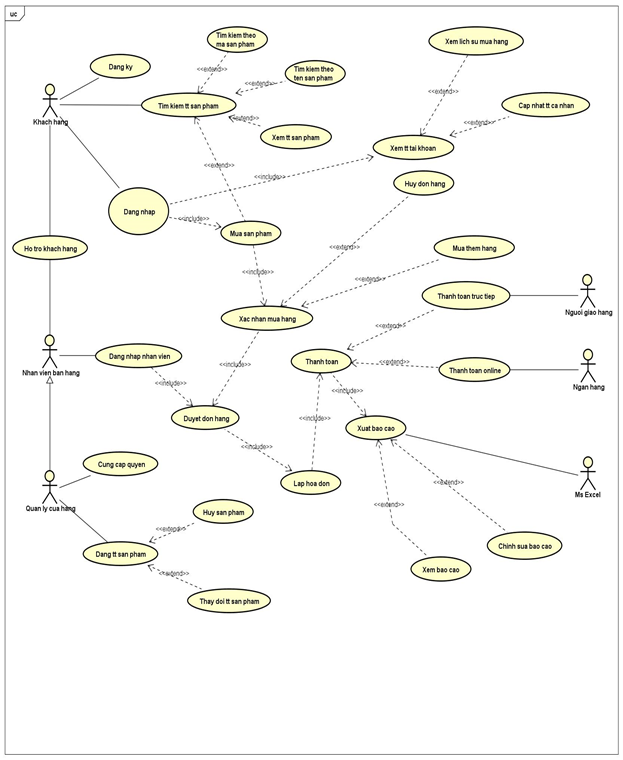 uc
Tim kiem theo
ma san pham
Xem lich su mua hang
Dang ky
<<extend>>
Tim kiem theo
ten san pham
<<extend>>
<<extend>>
Khach hang
Tim kiem tt san pham
<<extend>>
Cap nhat tt ca nhan
<<extend>>
Xem tt san pham
Xem tt tai khoan
<<extend>>
<<include>>
Huy don hang
Dang nhap
<<include>>
Mua san pham
Ho tro khach hang
<<extend>>
Mua them hang
<<include>>
<<extend>>
Thanh toan truc tiep
Nguoi giao hang
Xac nhan mua hang
<<extend>>
Nhan vien ban hang
Dang nhap nhan vien
<<include>>
Thanh toan
<<extend>>
Thanh toan online
Ngan hang
<<include>>
<<include>>
Duyet don hang
<<include>>
Xuat bao cao
<<include>>
Cung cap quyen
Lap hoa don
Ms Excel
Quan ly cua hang
Huy san pham
<<extend>>
<<extend>>
<<extend>>
Dang tt san pham
Chinh sua bao cao
<<extend>>
Xem bao cao
Thay doi tt san pham